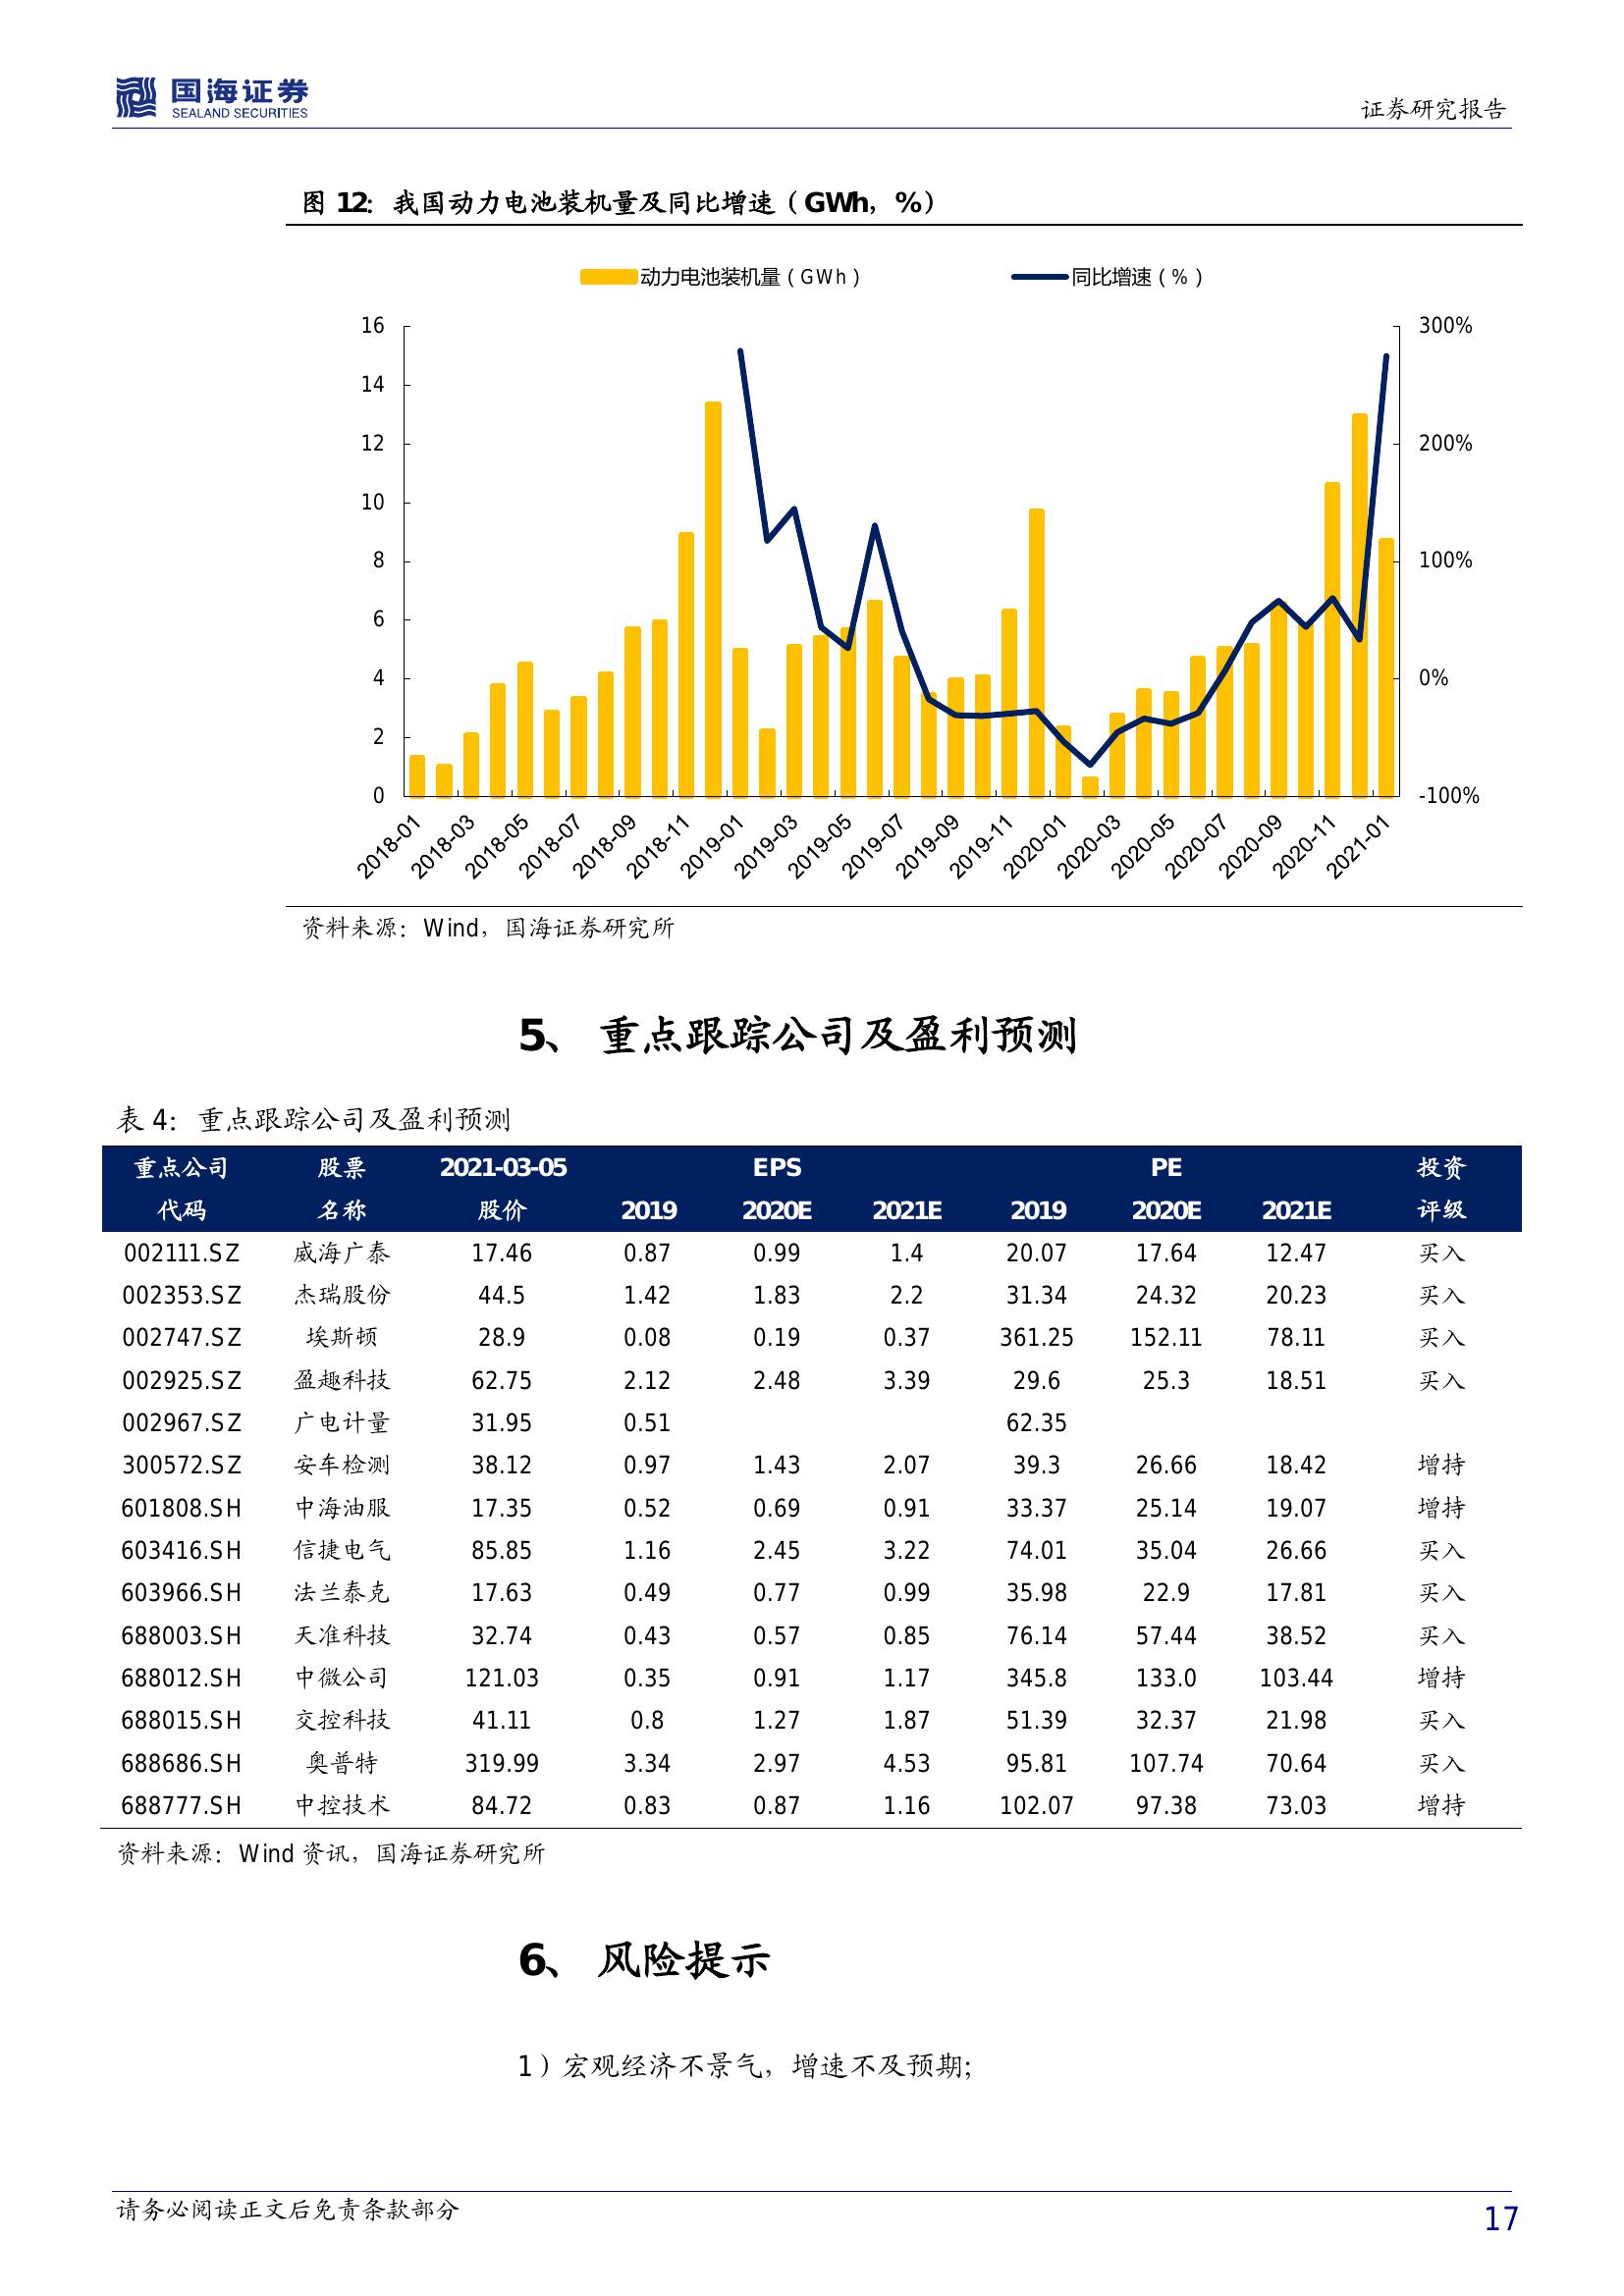 国海证券
SEALAND SECURITIES
证券研究报告
图 12：我国动力电池装机量及同比增速（GWh，%）
动力电池装机量（GWh） 同比增速（%）
16 300%
14
12 200%
10
8 100%
6
4 0%
2
0 -100%
2018-01 2018-03 2018-05 2018-07 2018-09 2018-11 2019-01 2019-03 2019-05 2019-07 2019-09 2019-11 2020-01 2020-03 2020-05 2020-07 2020-09 2020-11 2021-01
资料来源：Wind，国海证券研究所
5、 重点跟踪公司及盈利预测
表 4：重点跟踪公司及盈利预测
重点公司 股票 2021-03-05 EPS PE 投资
代码 名称 股价 2019 2020E 2021E 2019 2020E 2021E 评级
002111.SZ 威海广泰 17.46 0.87 0.99 1.4 20.07 17.64 12.47 买入
002353.SZ 杰瑞股份 44.5 1.42 1.83 2.2 31.34 24.32 20.23 买入
002747.SZ 埃斯顿 28.9 0.08 0.19 0.37 361.25 152.11 78.11 买入
002925.SZ 盈趣科技 62.75 2.12 2.48 3.39 29.6 25.3 18.51 买入
002967.SZ 广电计量 31.95 0.51 62.35
300572.SZ 安车检测 38.12 0.97 1.43 2.07 39.3 26.66 18.42 增持
601808.SH 中海油服 17.35 0.52 0.69 0.91 33.37 25.14 19.07 增持
603416.SH 信捷电气 85.85 1.16 2.45 3.22 74.01 35.04 26.66 买入
603966.SH 法兰泰克 17.63 0.49 0.77 0.99 35.98 22.9 17.81 买入
688003.SH 天准科技 32.74 0.43 0.57 0.85 76.14 57.44 38.52 买入
688012.SH 中微公司 121.03 0.35 0.91 1.17 345.8 133.0 103.44 增持
688015.SH 交控科技 41.11 0.8 1.27 1.87 51.39 32.37 21.98 买入
688686.SH 奥普特 319.99 3.34 2.97 4.53 95.81 107.74 70.64 买入
688777.SH 中控技术 84.72 0.83 0.87 1.16 102.07 97.38 73.03 增持
资料来源：Wind 资讯，国海证券研究所
6、 风险提示
1）宏观经济不景气，增速不及预期；
请务必阅读正文后免责条款部分
17